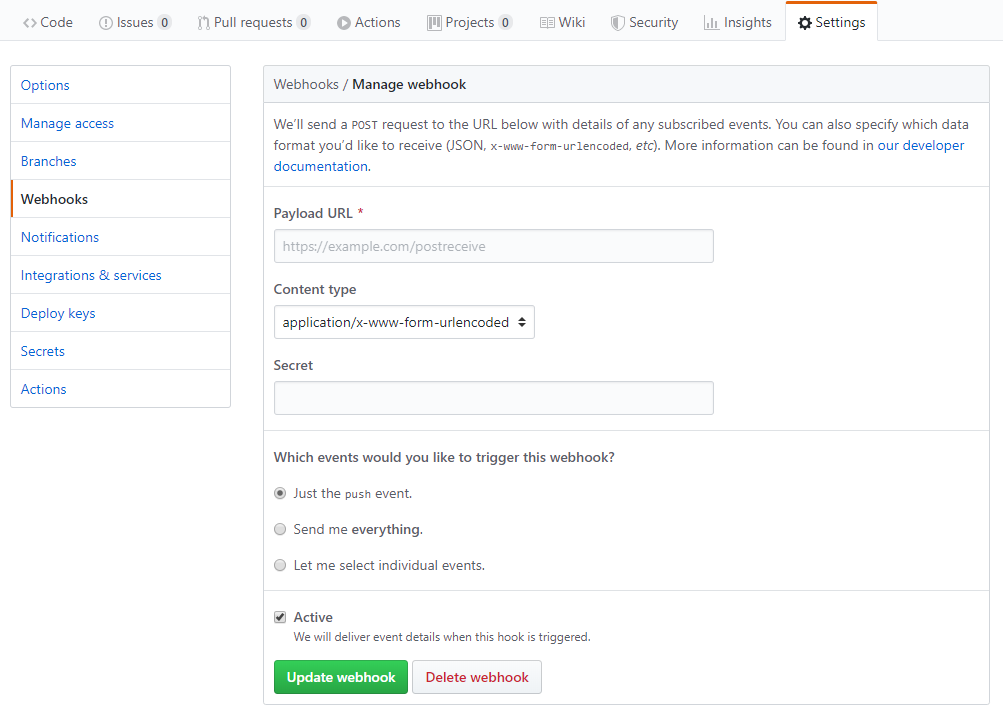 Code Issues 0 Pull requests 0 Actions Projects 0 Wiki Security Insights Settings
Options
Manage access
Branches
Webhooks
Notifications
Integrations & services
Deploy keys
Secrets
Actions
Webhooks / Manage webhook
We’ll send a POST request to the URL below with details of any subscribed events. You can also specify which data
format you’d like to receive (JSON, x-www-form-urlencoded, etc). More information can be found in our developer
documentation.
Payload URL *
https://example.com/postreceive
Content type
application/x-www-form-urlencoded
Secret
Which events would you like to trigger this webhook?
Just the push event.
Send me everything.
Let me select individual events.
Active
We will deliver event details when this hook is triggered.
Update webhook Delete webhook